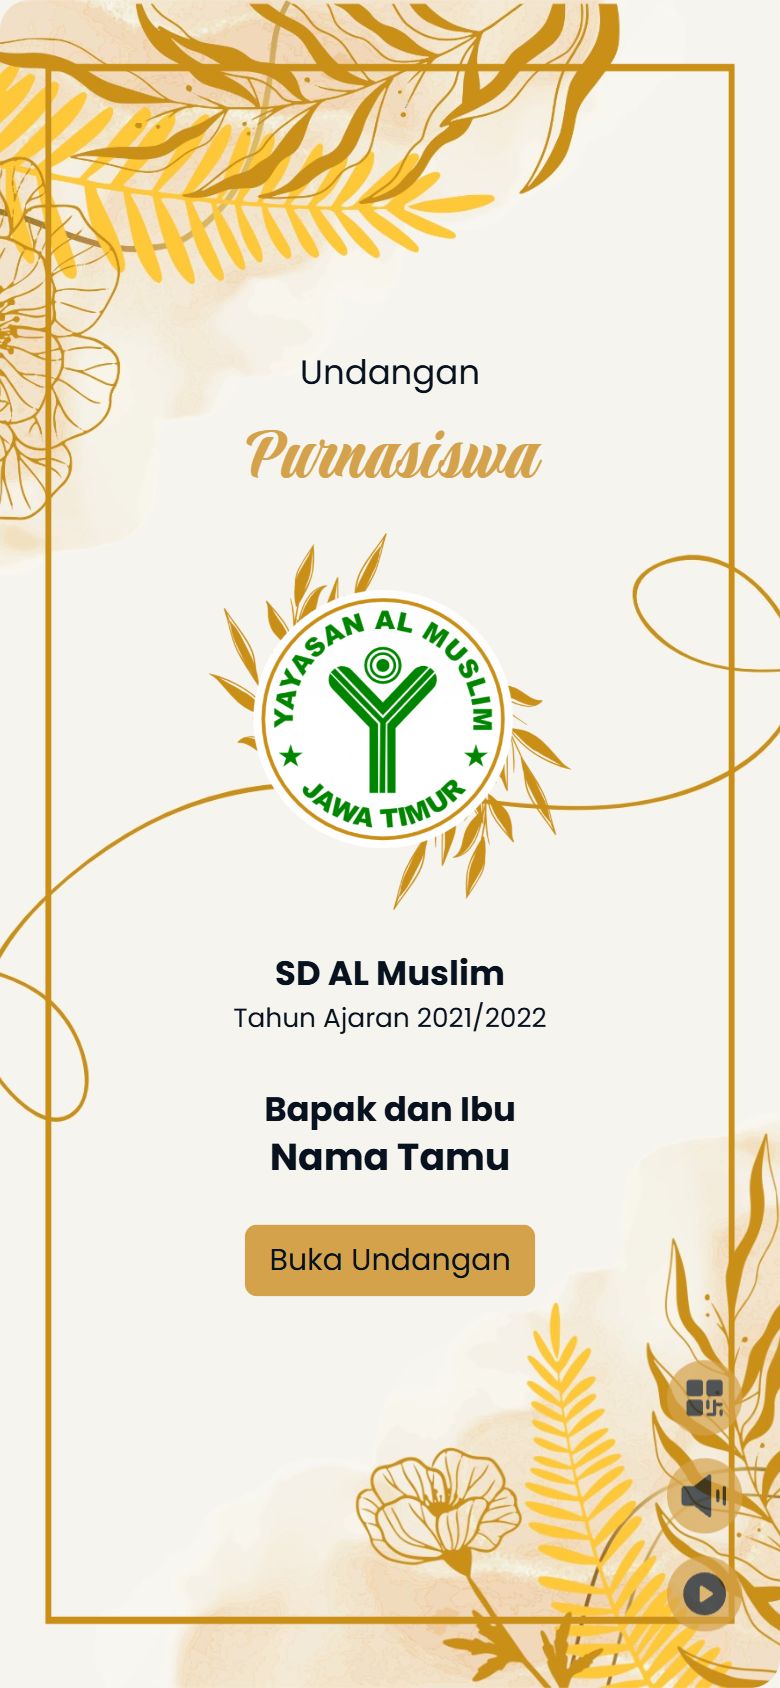 Undangan
Purnasiswa
YAYASAN AL MUSLIM
JAWA TIMUR
SD AL Muslim
Tahun Ajaran 2021/2022
Bapak dan Ibu
Nama Tamu
Buka Undangan